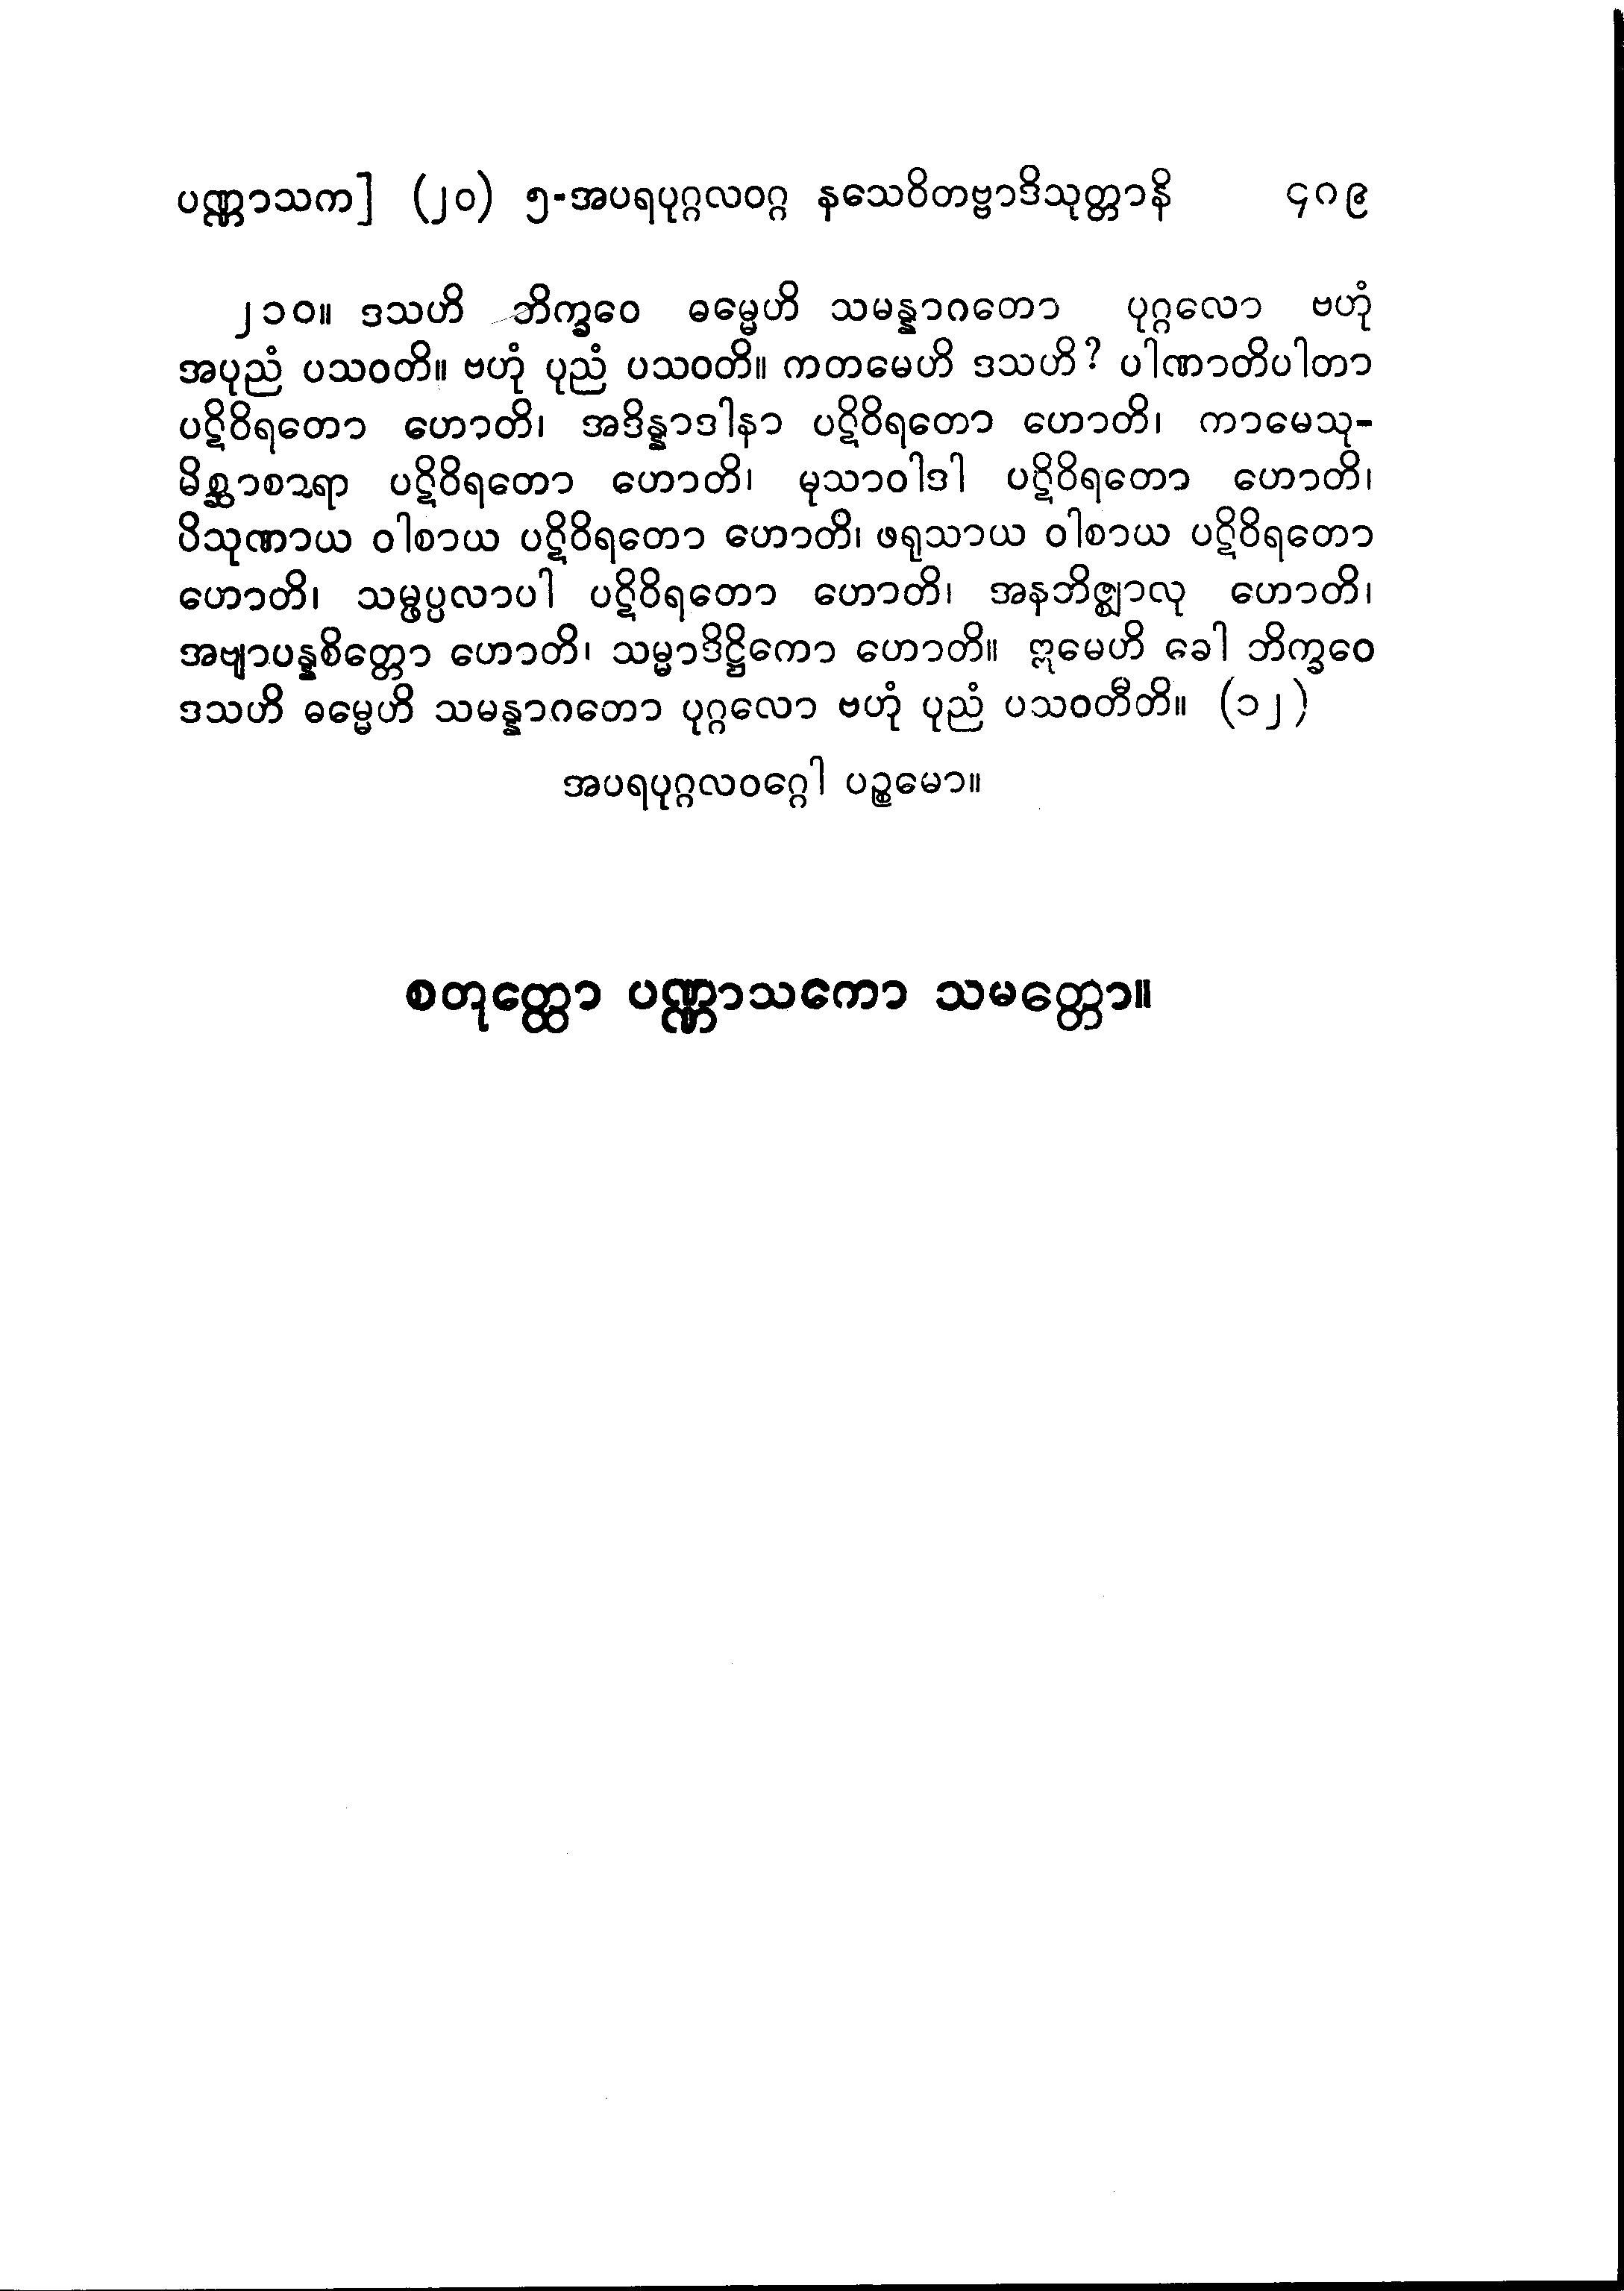 ပဏ္ဏာသက] (၂၀) ၅-အပရပုဂ္ဂလဝဂ္ဂ နသေဝိတဗ္ဗာဒိသုတ္တာနိ ၄၈၉
၂၁၀။ ဒသဟိ ဘိက္ခဝေ ဓမ္မေဟိ သမန္နာဂတော ပုဂ္ဂလော ဗဟုံ
အပုညံ ပသဝတိ။ ဗဟုံ ပုညံ ပသဝတိ။ ကတမေဟိ ဒသဟိ? ပါဏာတိပါတာ
ပဋိဝိရတော ဟောတိ၊ အဒိန္နာဒါနာ ပဋိဝိရတော ဟောတိ၊ ကာမေသု-
မိစ္ဆာစာရာ ပဋိဝိရတော ဟောတိ၊ မုသာဝါဒါ ပဋိဝိရတော ဟောတိ၊
ပိသုဏာယ ဝါစာယ ပဋိဝိရတော ဟောတိ၊ ဖရုသာယ ဝါစာယ ပဋိဝိရတော
ဟောတိ၊ သမ္ဖပ္ပလာပါ ပဋိဝိရတော ဟောတိ၊ အနဘိဇ္ဈာလု ဟောတိ၊
အဗျာပန္နစိတ္တော ဟောတိ၊ သမ္မာဒိဋ္ဌိကော ဟောတိ။ ဣမေဟိ ခေါ ဘိက္ခဝေ
ဒသဟိ ဓမ္မေဟိ သမန္နာဂတော ပုဂ္ဂလော ဗဟုံ ပုညံ ပသဝတီတိ။ (၁၂)
အပရပုဂ္ဂလဝဂ္ဂေါ ပဉ္စမော။
စတုတ္ထော ပဏ္ဏာသကော သမတ္တော။